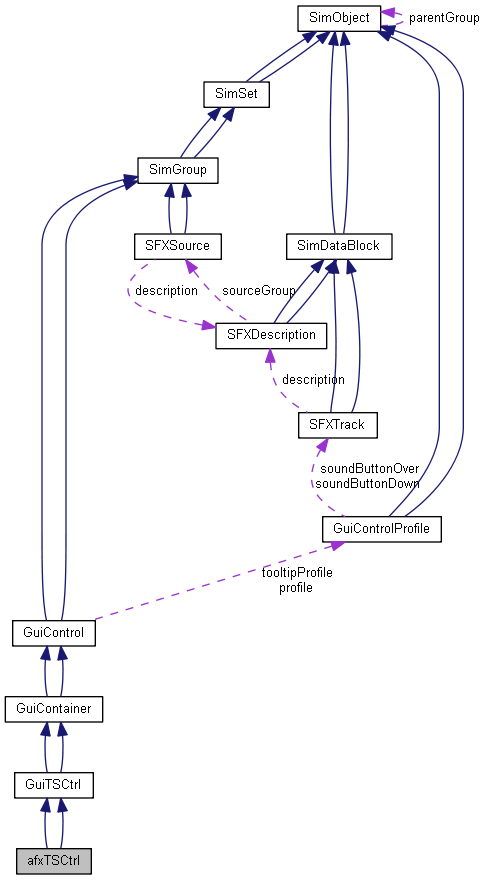 SimObject
parentGroup
SimSet
SimGroup
SFXSource
SimDataBlock
description
sourceGroup
SFXDescription
description
SFXTrack
soundButtonOver
soundButtonDown
GuiControlProfile
tooltipProfile
profile
GuiControl
GuiContainer
GuiTSCtrl
afxTSCtrl